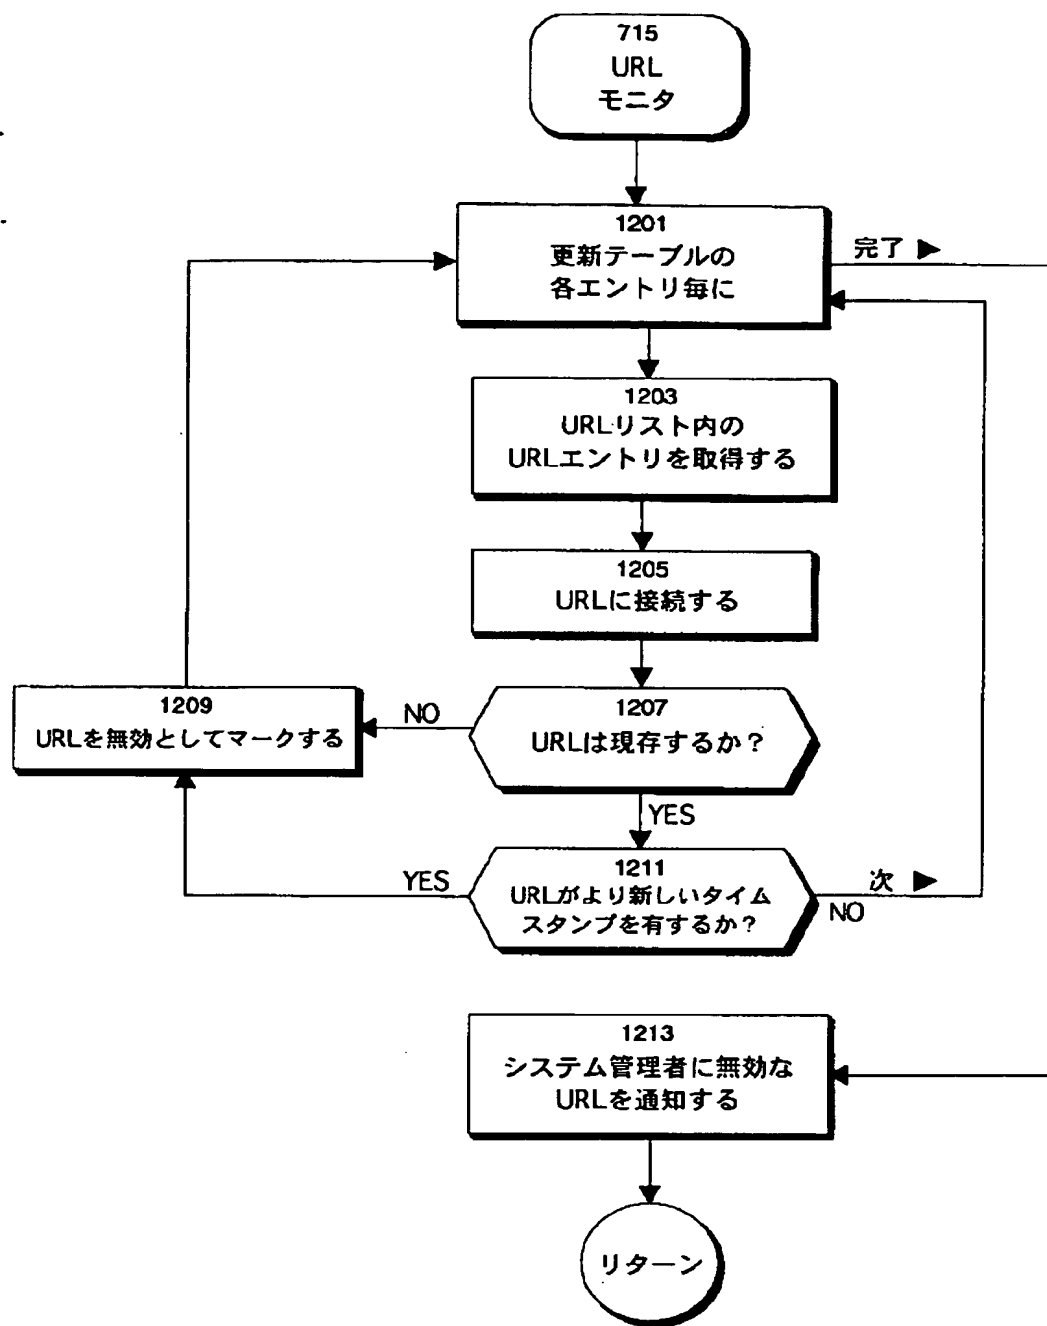 715
URL
モニタ
1201
更新テーブルの
各エントリ毎に
完了 ▶
1203
URLリスト内の
URLエントリを取得する
1205
URLに接続する
1207
URLは現存するか？
NO
1209
URLを無効としてマークする
YES
1211
URLがより新しいタイム
スタンプを有するか？
YES
次 ▶
NO
1213
システム管理者に無効な
URLを通知する
リターン